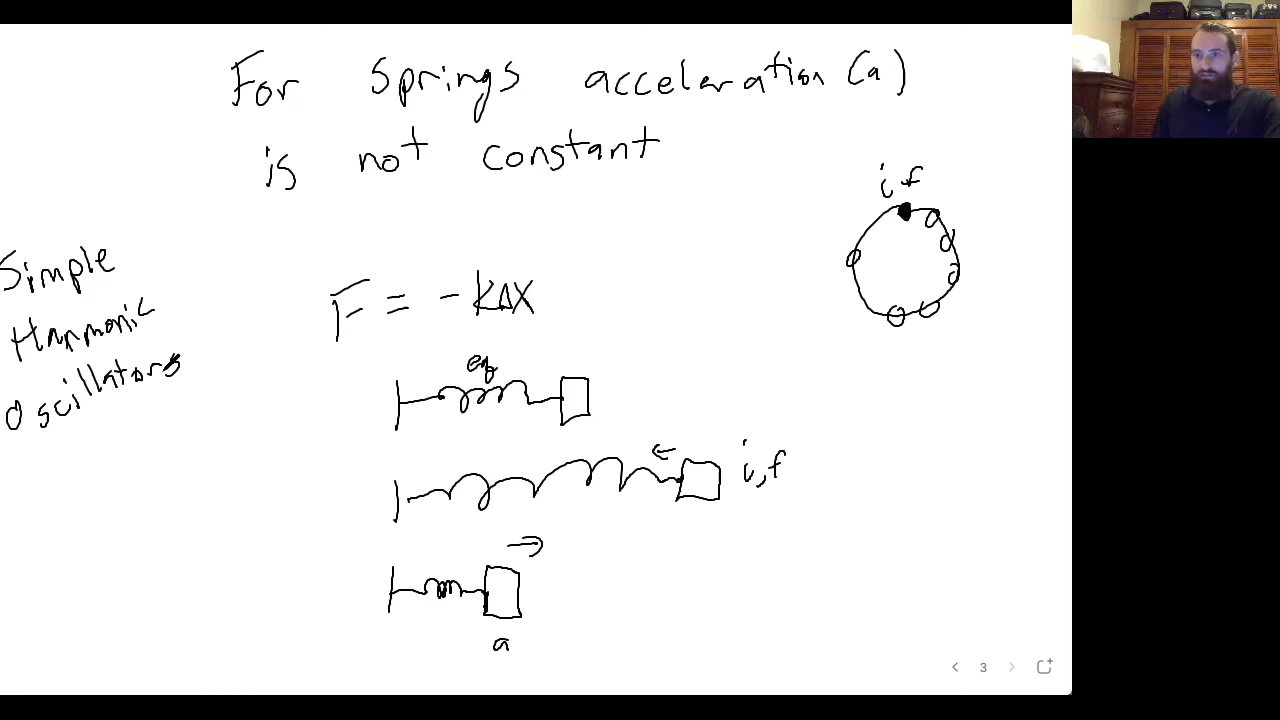 For springs acceleration (a)
is not constant
i f
Simple
Harmonic
oscillators
F = -KΔX
eq
i, f
a
3